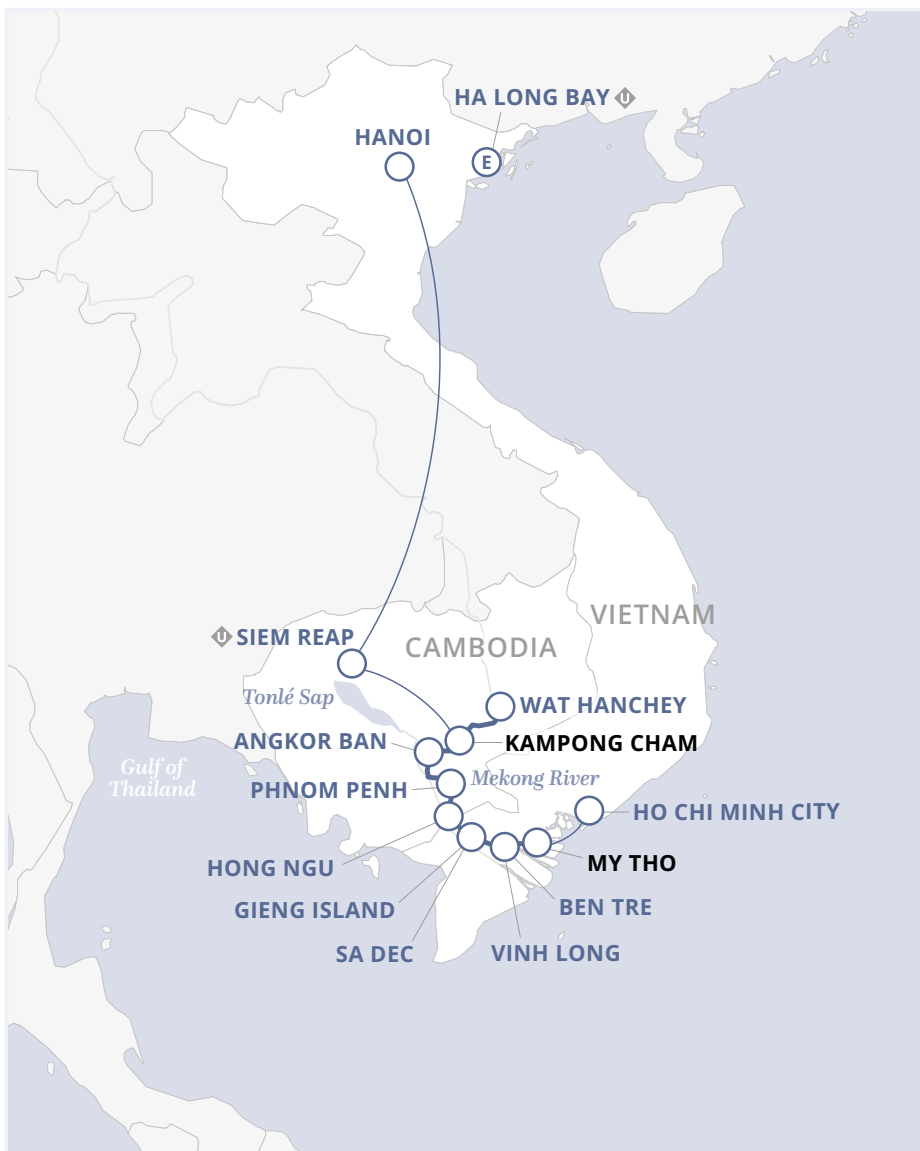 HA LONG BAY U
HANOI
E
VIETNAM
U SIEM REAP
CAMBODIA
Tonlé Sap
WAT HANCHEY
ANGKOR BAN
KAMPONG CHAM
Gulf of
Thailand
Mekong River
PHNOM PENH
HO CHI MINH CITY
MY THO
HONG NGU
GIENG ISLAND
BEN TRE
SA DEC
VINH LONG